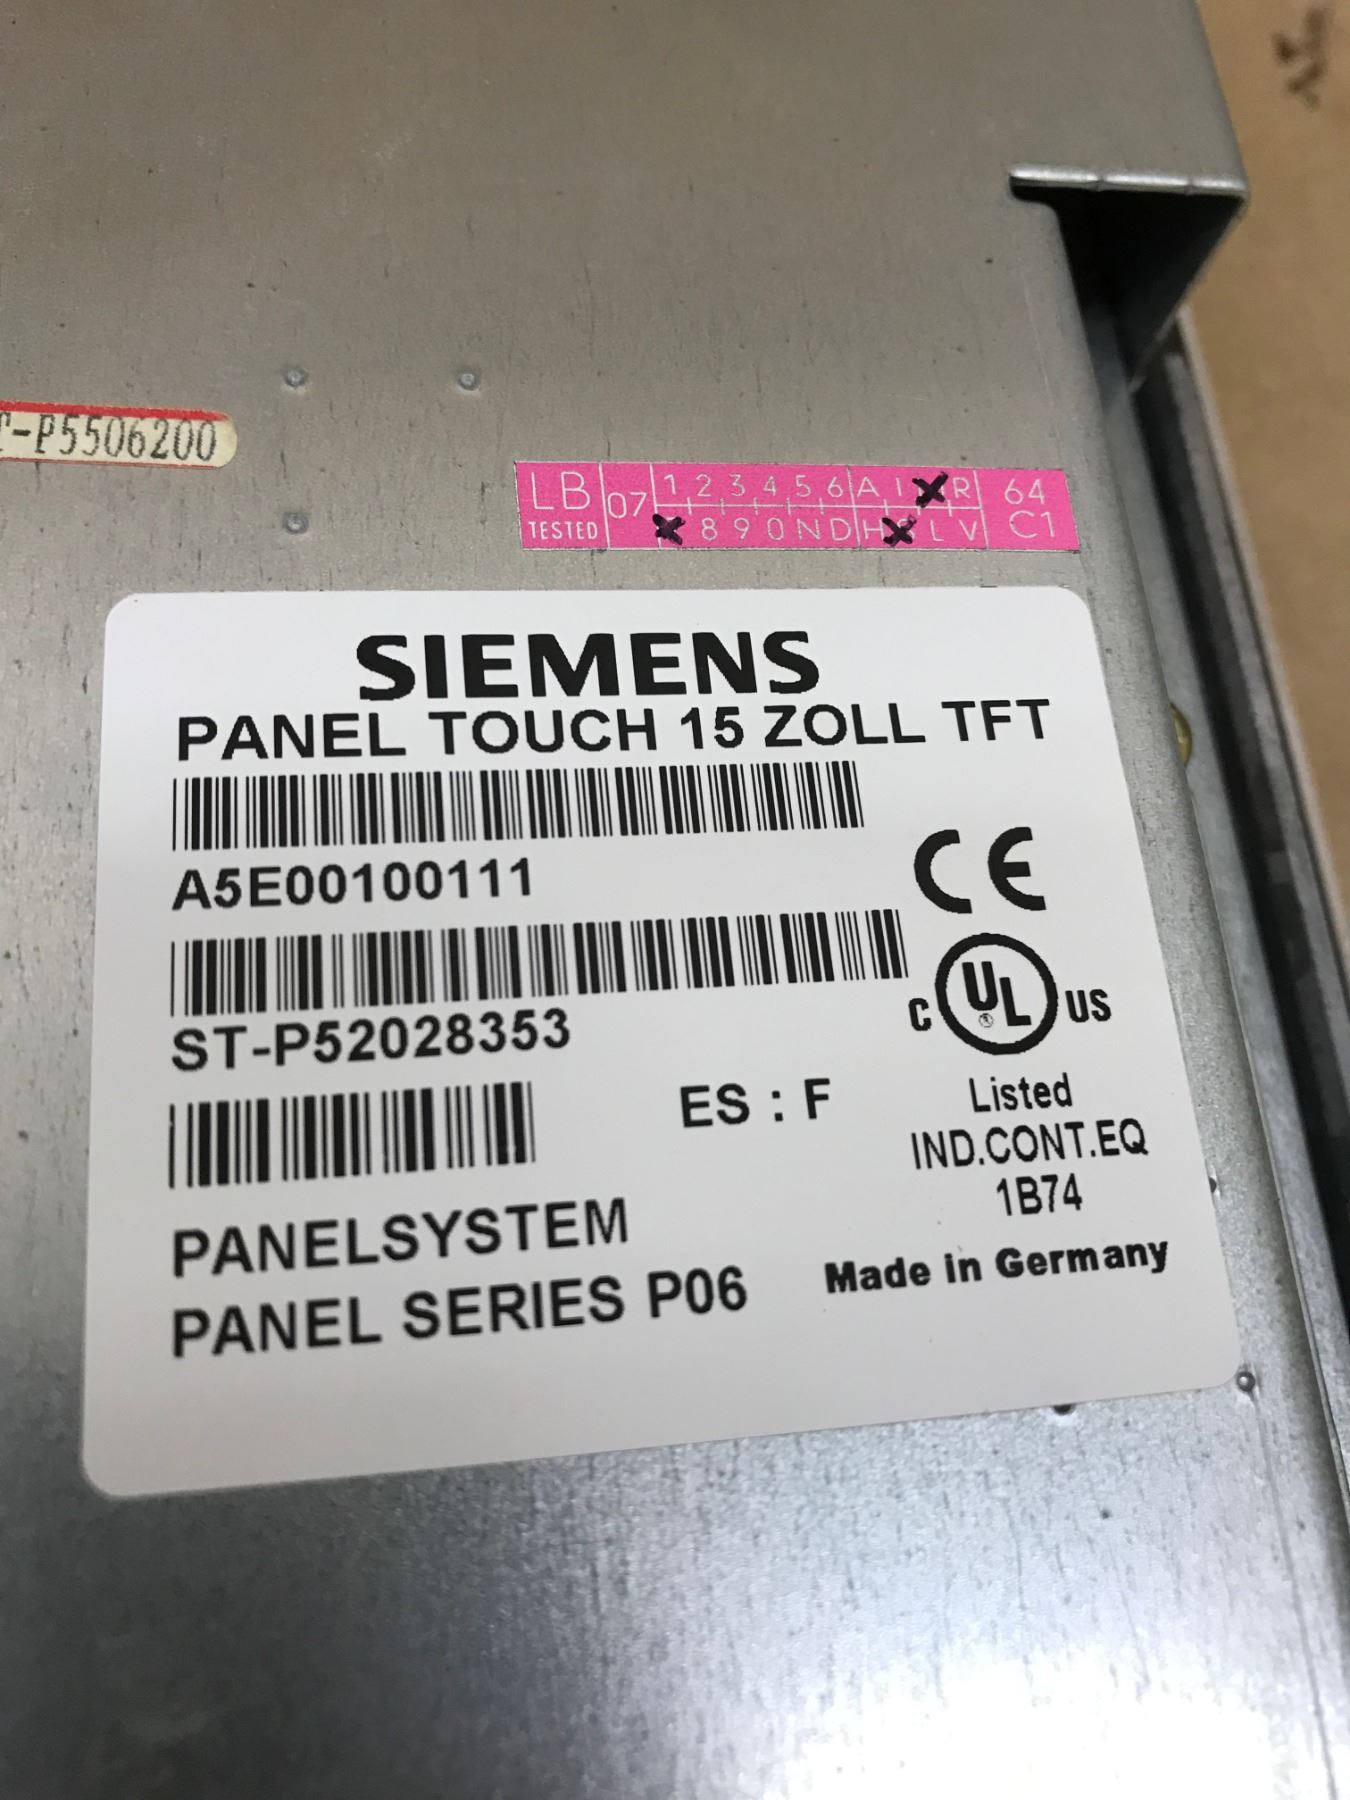 -P5506200
LB 07 1 2 3 4 5 6 A I R 64
TESTED 8 9 0 N D H L V C1
SIEMENS
PANEL TOUCH 15 ZOLL TFT
A5E00100111
CE
ST-P52028353
C UL US
ES : F
Listed
IND.CONT.EQ
1B74
PANELSYSTEM
PANEL SERIES P06
Made in Germany